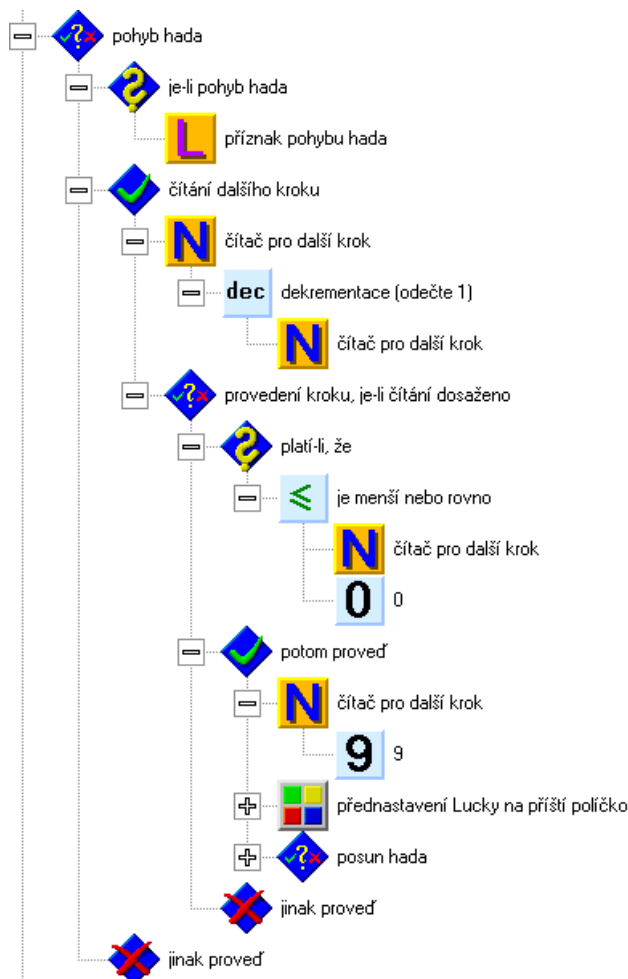 pohyb hada
je-li pohyb hada
L příznak pohybu hada
čítání dalšího kroku
N čítač pro další krok
dec dekrementace (odečte 1)
N čítač pro další krok
provedení kroku, je-li čítání dosaženo
platí-li, že
≤ je menší nebo rovno
N čítač pro další krok
0 0
potom proveď
N čítač pro další krok
9 9
přednastavení Lucky na příští políčko
posun hada
jinak proveď
jinak proveď